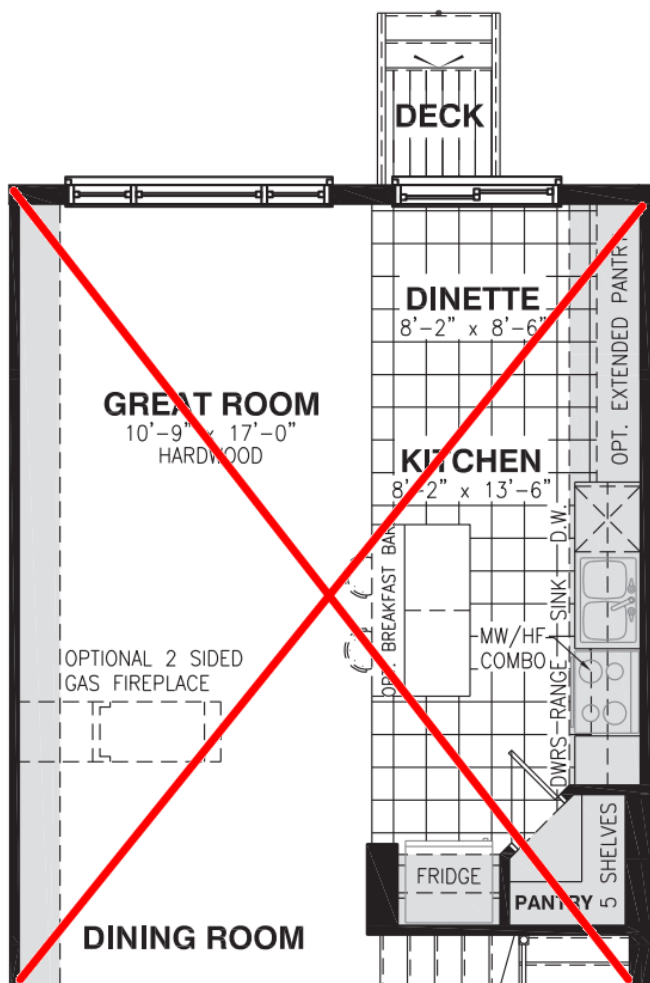 DECK
DINETTE
8'-2" x 8'-6"
OPT. EXTENDED PANTRY
GREAT ROOM
10'-9" x 17'-0"
HARDWOOD
KITCHEN
8'-2" x 13'-6"
OPT. BREAKFAST BAR
DWRS-RANGE SINK D.W.
MW/HF
COMBO
OPTIONAL 2 SIDED
GAS FIREPLACE
FRIDGE
PANTRY
5 SHELVES
DINING ROOM